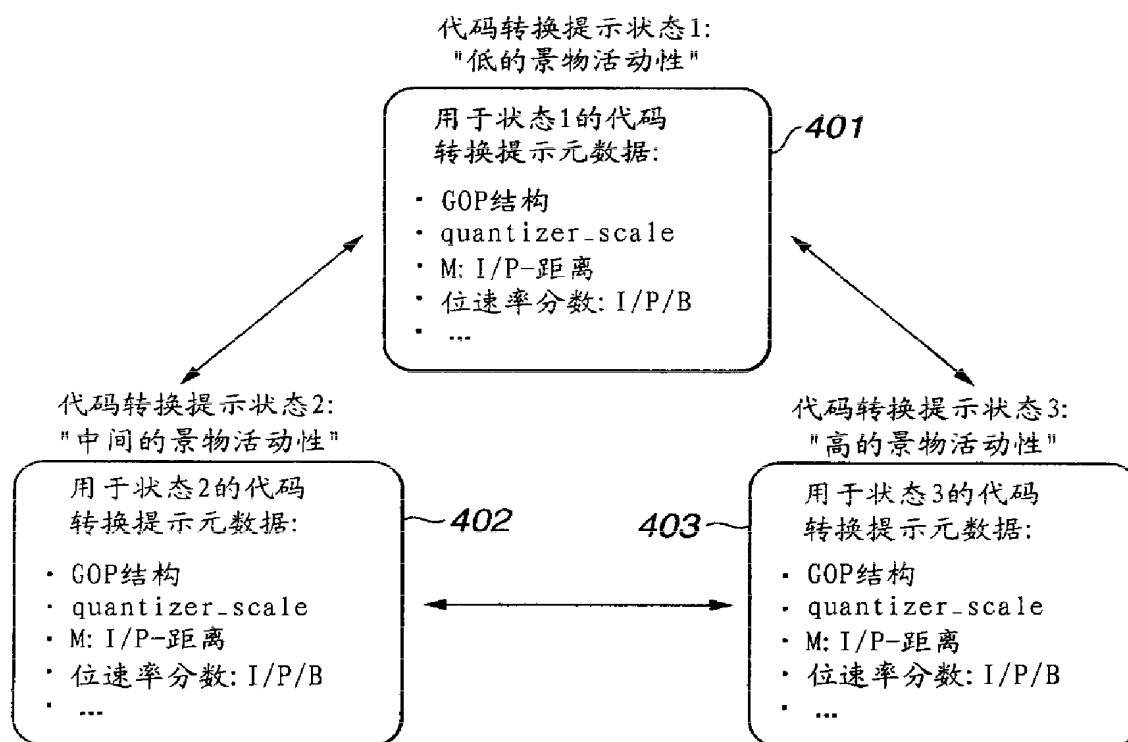 代码转换提示状态1:
"低的景物活动性"
用于状态1的代码
转换提示元数据:
401
· GOP结构
· quantizer_scale
· M: I/P-距离
· 位速率分数: I/P/B
· ...
代码转换提示状态2:
"中间的景物活动性"
用于状态2的代码
转换提示元数据:
402
· GOP结构
· quantizer_scale
· M: I/P-距离
· 位速率分数: I/P/B
· ...
代码转换提示状态3:
"高的景物活动性"
用于状态3的代码
转换提示元数据:
403
· GOP结构
· quantizer_scale
· M: I/P-距离
· 位速率分数: I/P/B
· ...